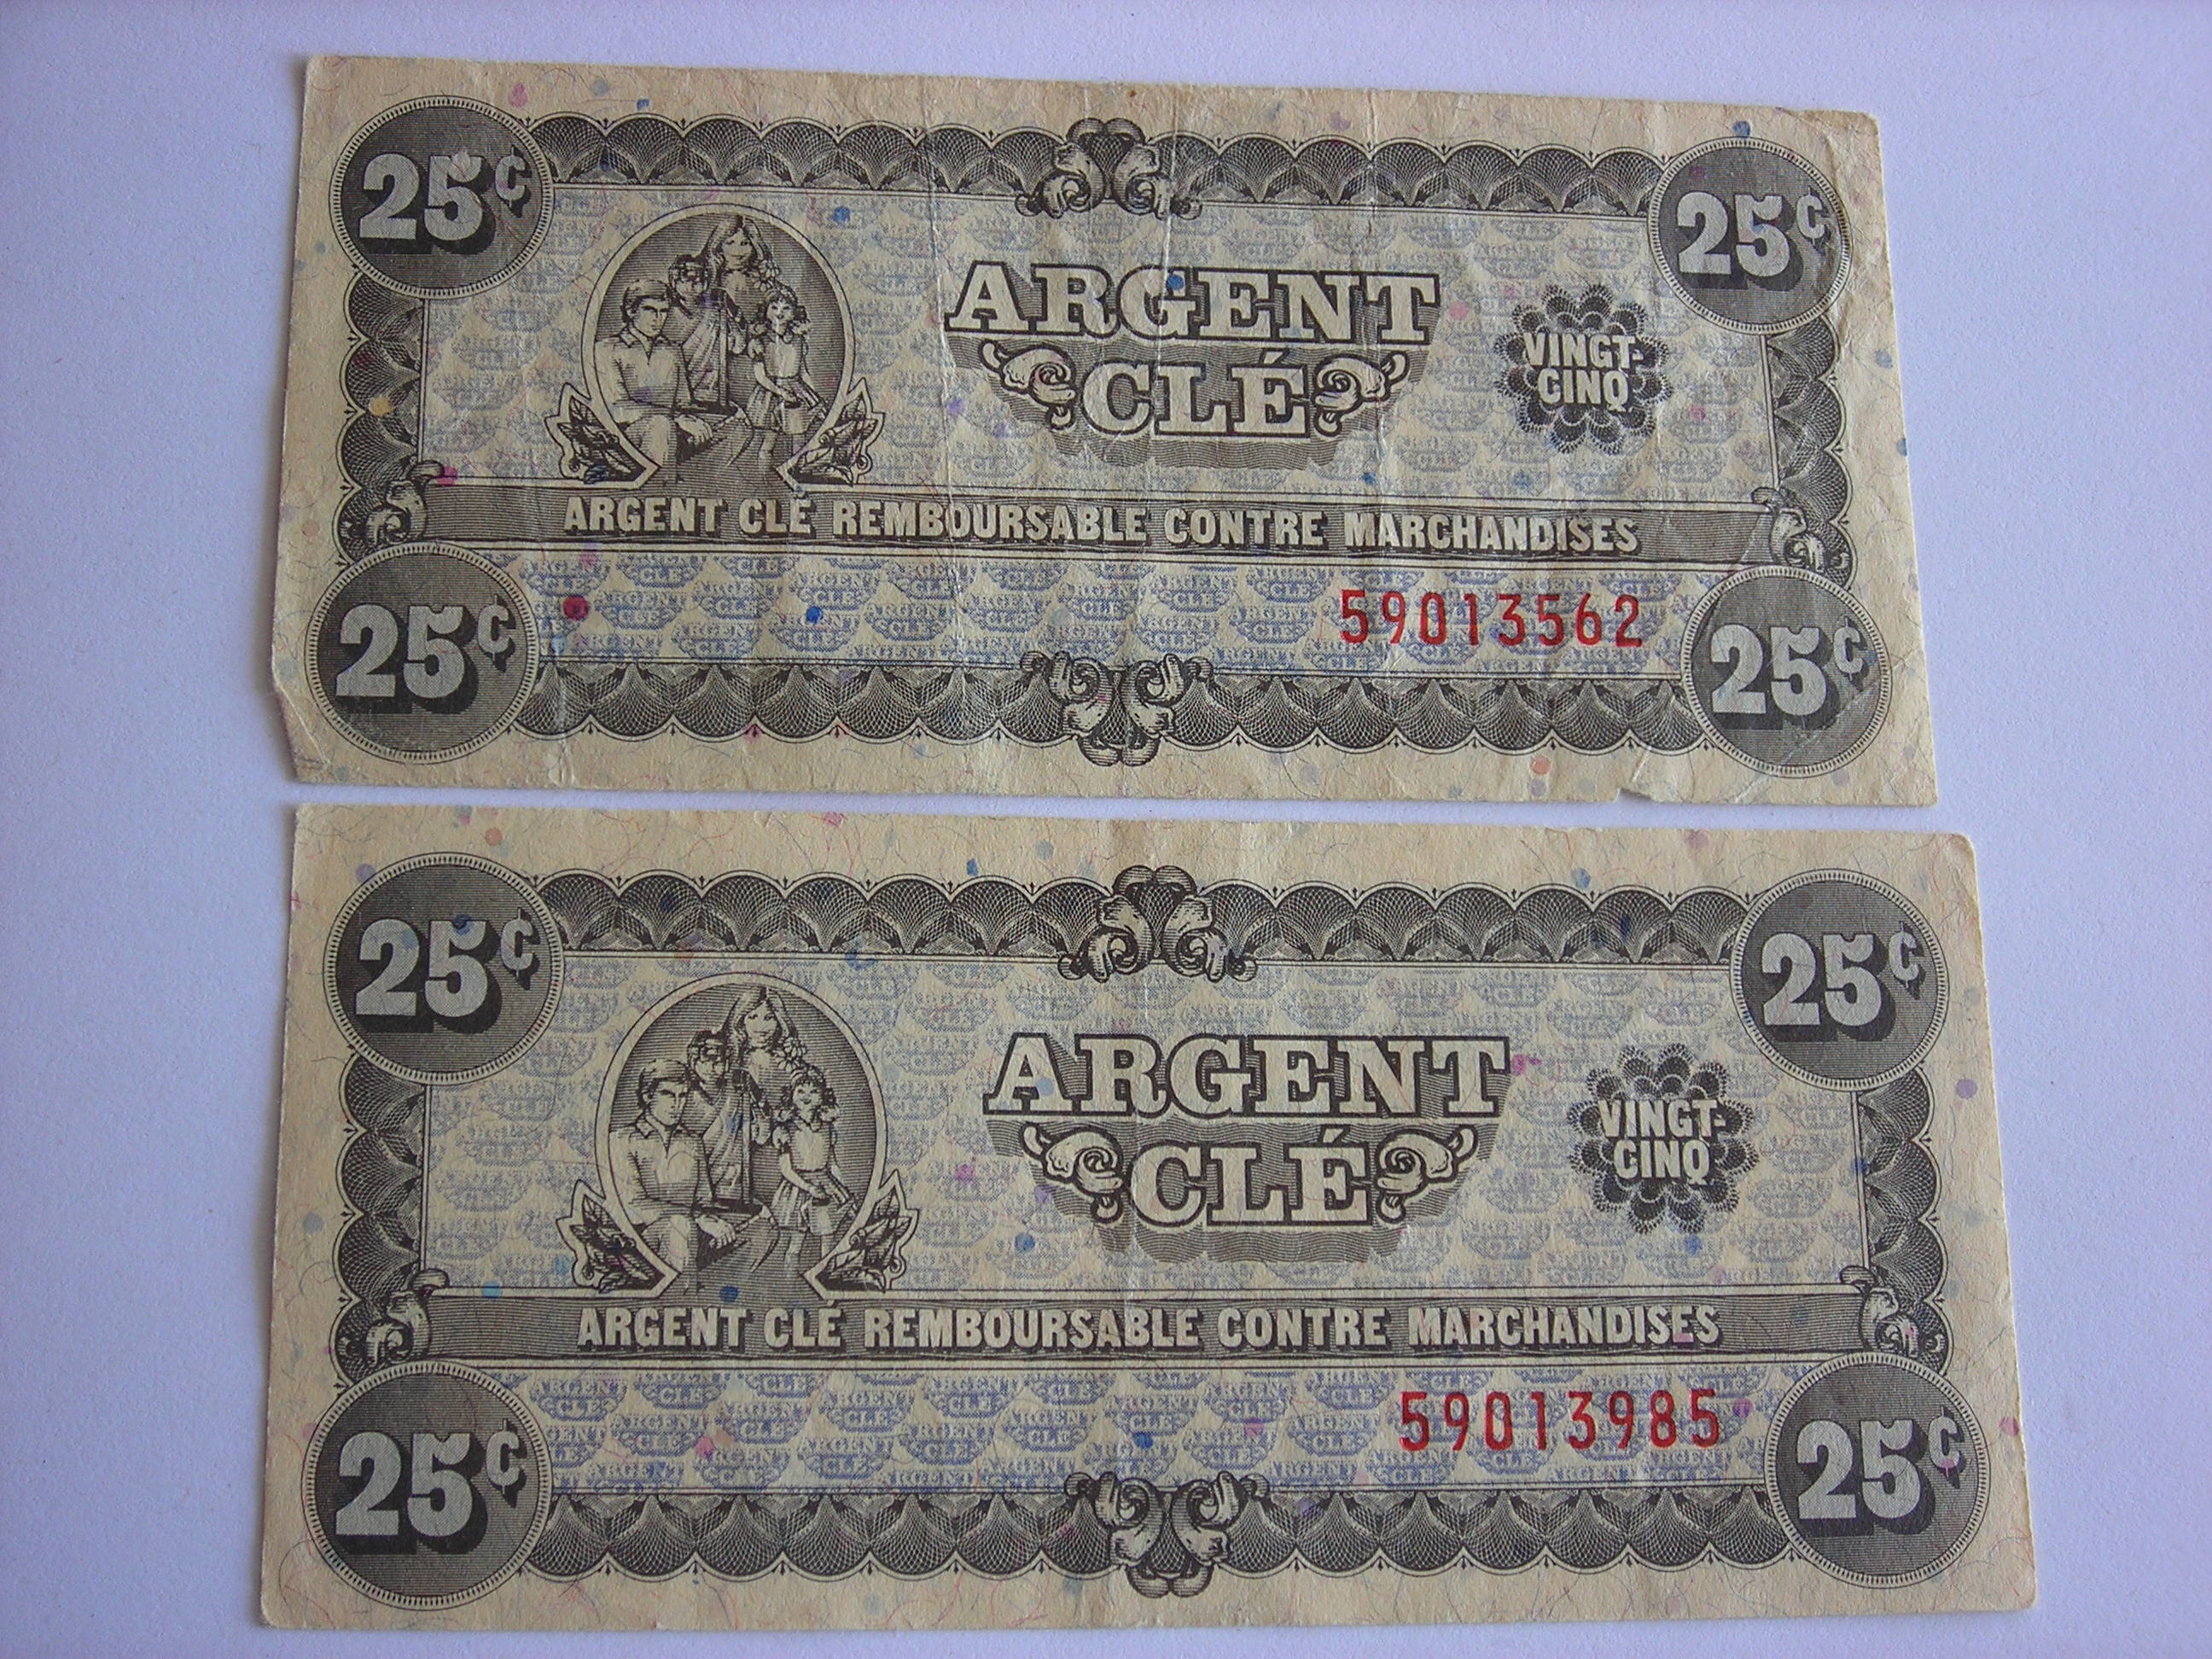 25¢ 25¢
ARGENT
CLÉ
VINGT-
CINQ
ARGENT CLÉ REMBOURSABLE CONTRE MARCHANDISES
59013562
25¢ 25¢
25¢ 25¢
ARGENT
CLÉ
VINGT-
CINQ
ARGENT CLÉ REMBOURSABLE CONTRE MARCHANDISES
59013985
25¢ 25¢